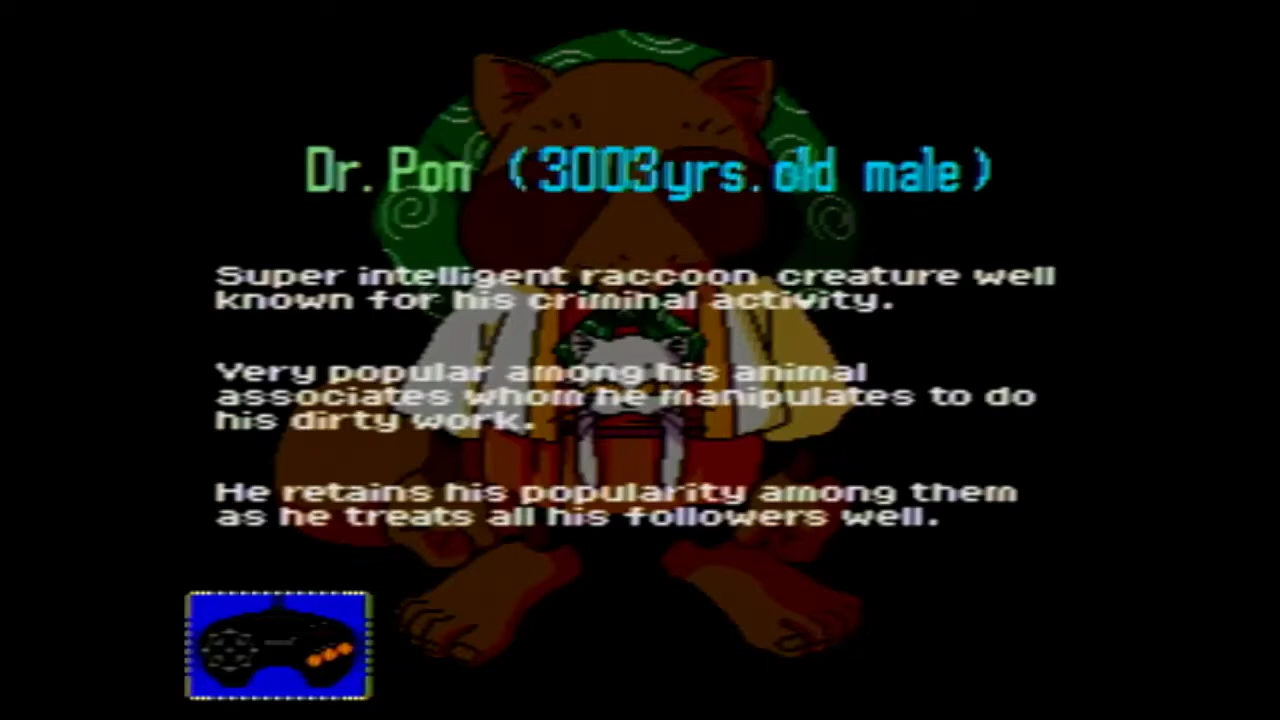 Dr. Pon (3003yrs. old male)
Super intelligent raccoon creature well
known for his criminal activity.
Very popular among his animal
associates whom he manipulates to do
his dirty work.
He retains his popularity among them
as he treats all his followers well.